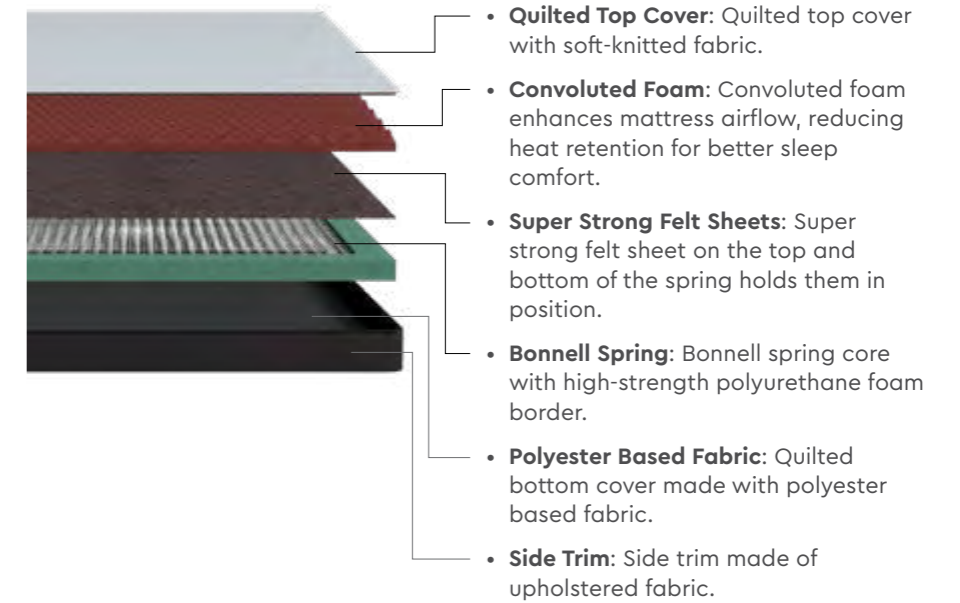 • Quilted Top Cover: Quilted top cover
with soft-knitted fabric.
• Convoluted Foam: Convoluted foam
enhances mattress airflow, reducing
heat retention for better sleep
comfort.
• Super Strong Felt Sheets: Super
strong felt sheet on the top and
bottom of the spring holds them in
position.
• Bonnell Spring: Bonnell spring core
with high-strength polyurethane foam
border.
• Polyester Based Fabric: Quilted
bottom cover made with polyester
based fabric.
• Side Trim: Side trim made of
upholstered fabric.